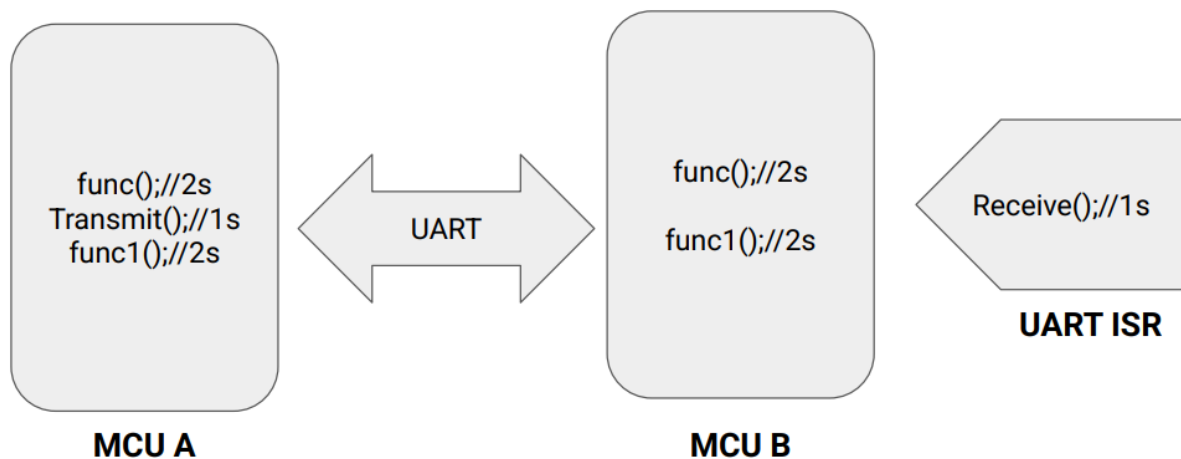 func();//2s
Transmit();//1s
func1();//2s
MCU A
UART
func();//2s
func1();//2s
MCU B
Receive();//1s
UART ISR